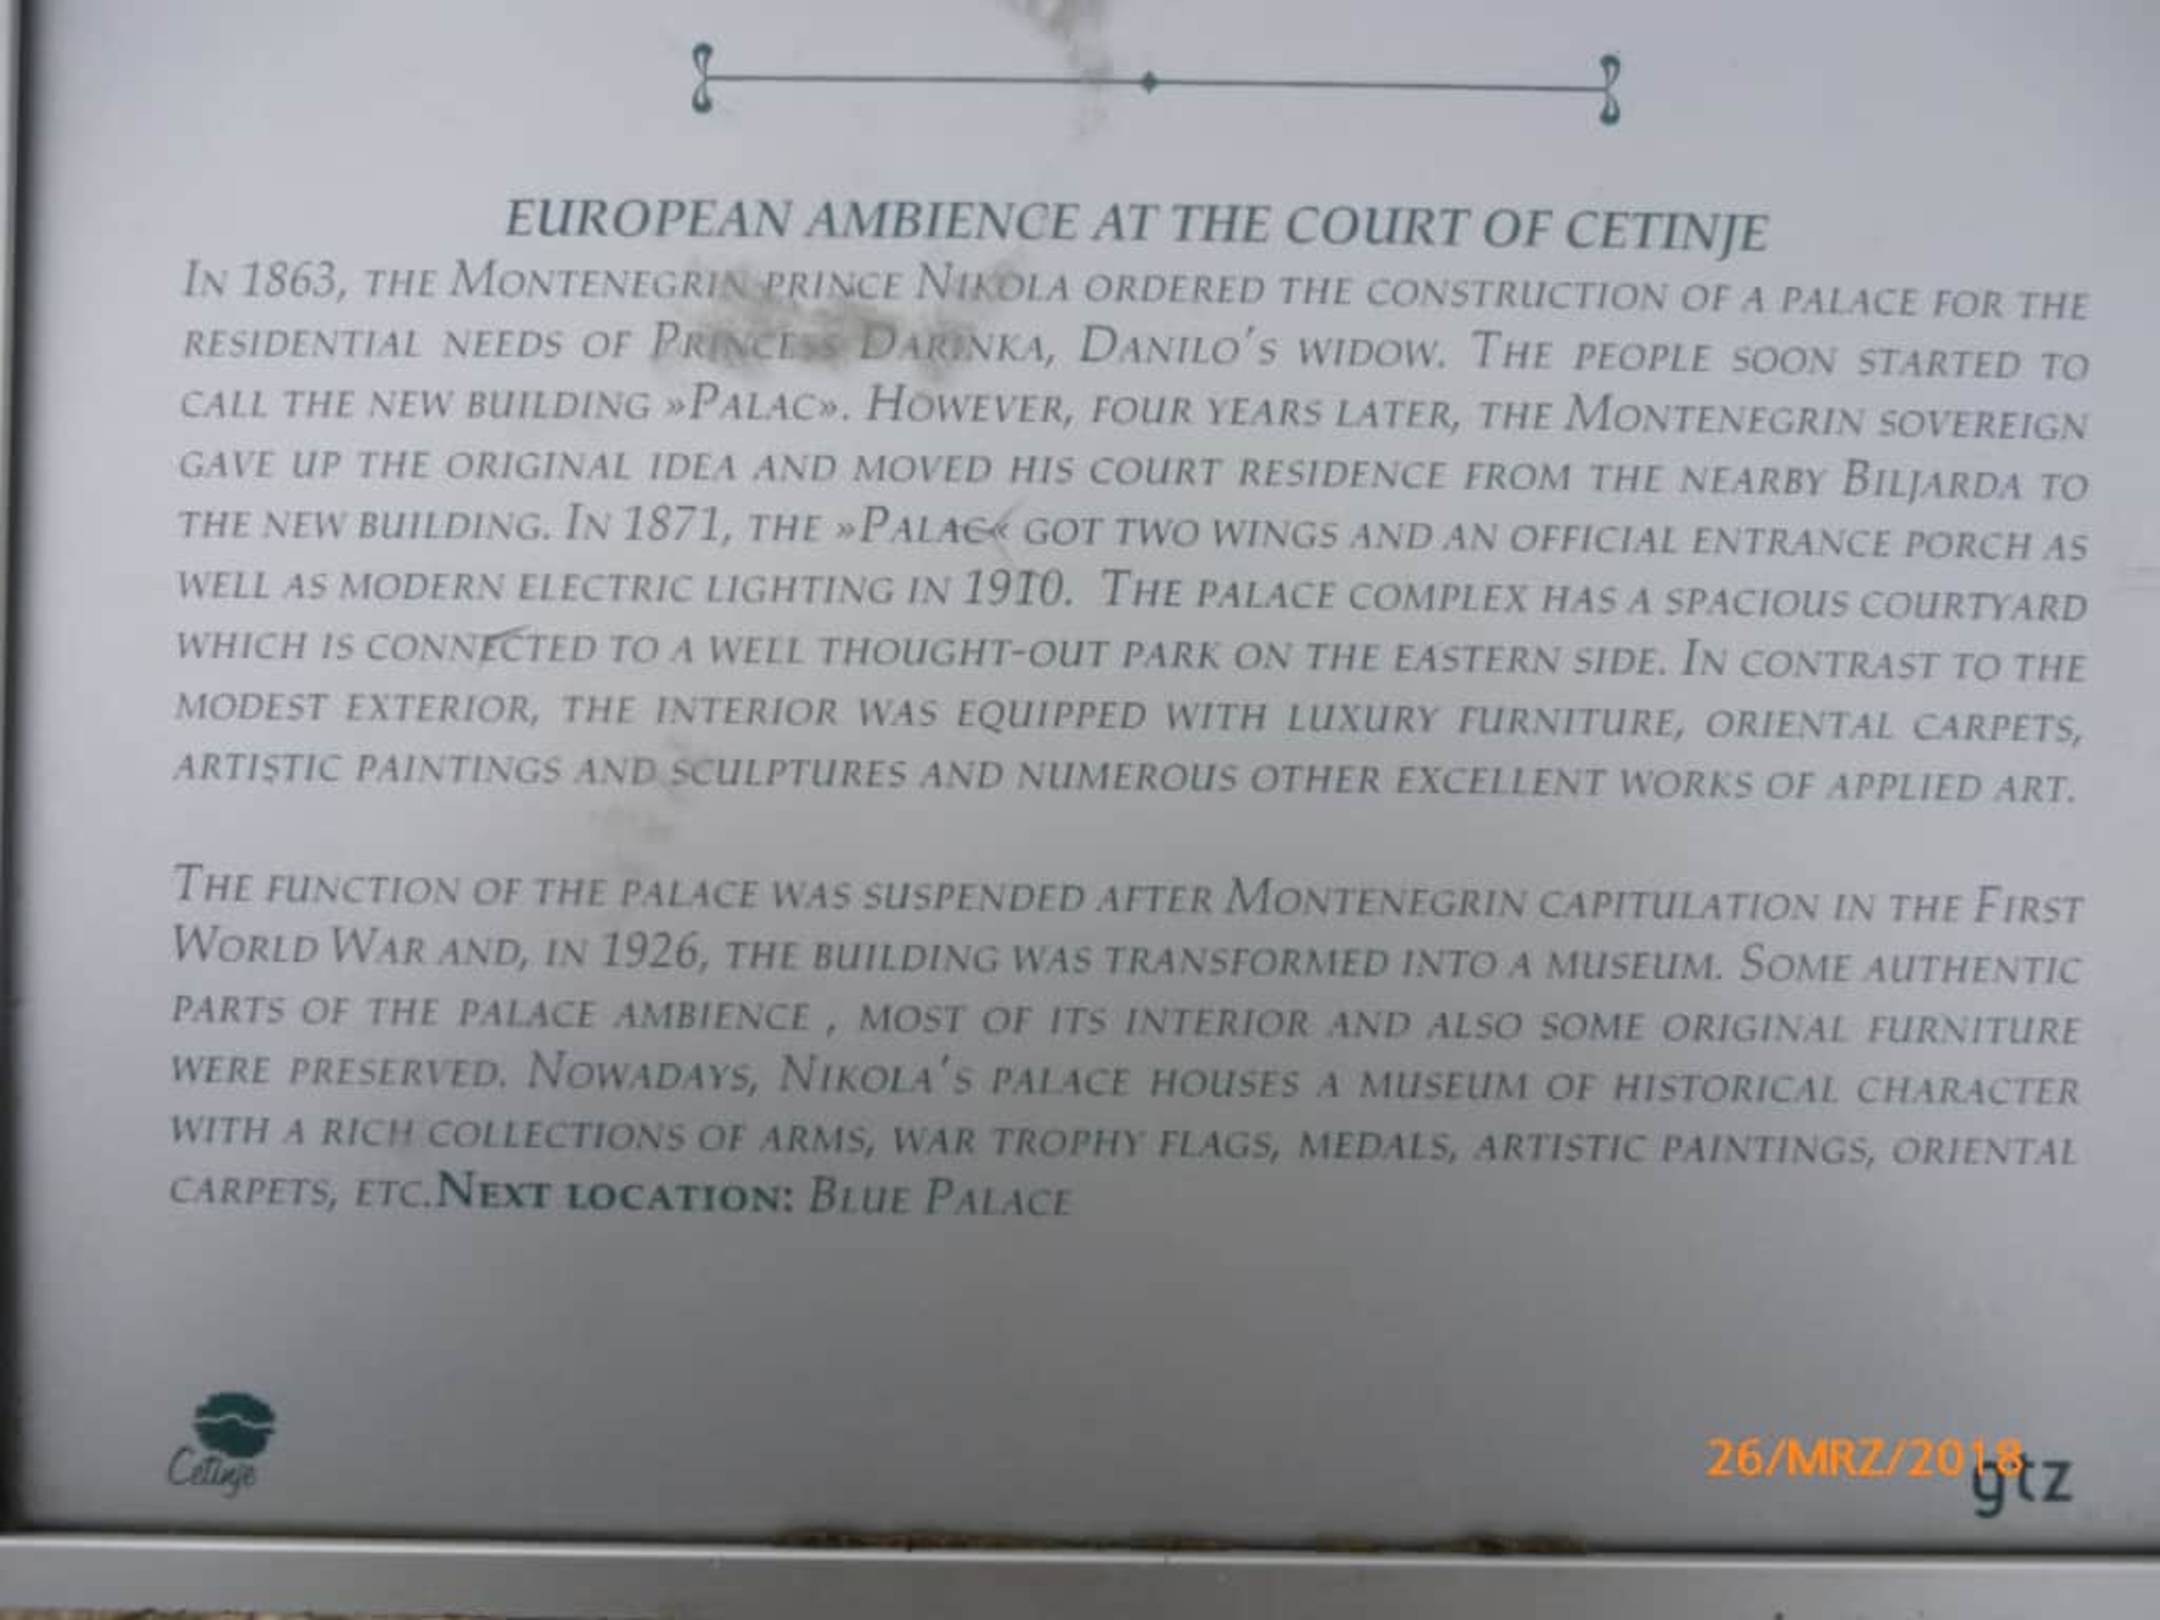 EUROPEAN AMBIENCE AT THE COURT OF CETINJE
IN 1863, THE MONTENEGRIN PRINCE NIKOLA ORDERED THE CONSTRUCTION OF A PALACE FOR THE
RESIDENTIAL NEEDS OF PRINCESS DARINKA, DANILO'S WIDOW. THE PEOPLE SOON STARTED TO
CALL THE NEW BUILDING »PALAC». HOWEVER, FOUR YEARS LATER, THE MONTENEGRIN SOVEREIGN
GAVE UP THE ORIGINAL IDEA AND MOVED HIS COURT RESIDENCE FROM THE NEARBY BILJARDA TO
THE NEW BUILDING. IN 1871, THE »PALAC« GOT TWO WINGS AND AN OFFICIAL ENTRANCE PORCH AS
WELL AS MODERN ELECTRIC LIGHTING IN 1910. THE PALACE COMPLEX HAS A SPACIOUS COURTYARD
WHICH IS CONNECTED TO A WELL THOUGHT-OUT PARK ON THE EASTERN SIDE. IN CONTRAST TO THE
MODEST EXTERIOR, THE INTERIOR WAS EQUIPPED WITH LUXURY FURNITURE, ORIENTAL CARPETS,
ARTISTIC PAINTINGS AND SCULPTURES AND NUMEROUS OTHER EXCELLENT WORKS OF APPLIED ART.
THE FUNCTION OF THE PALACE WAS SUSPENDED AFTER MONTENEGRIN CAPITULATION IN THE FIRST
WORLD WAR AND, IN 1926, THE BUILDING WAS TRANSFORMED INTO A MUSEUM. SOME AUTHENTIC
PARTS OF THE PALACE AMBIENCE , MOST OF ITS INTERIOR AND ALSO SOME ORIGINAL FURNITURE
WERE PRESERVED. NOWADAYS, NIKOLA'S PALACE HOUSES A MUSEUM OF HISTORICAL CHARACTER
WITH A RICH COLLECTIONS OF ARMS, WAR TROPHY FLAGS, MEDALS, ARTISTIC PAINTINGS, ORIENTAL
CARPETS, ETC.NEXT LOCATION: BLUE PALACE
Cetinje
26/MRZ/2018
gtz